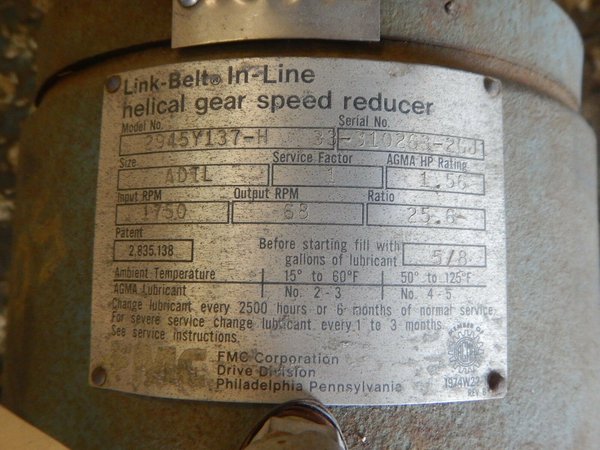 Link-Belt® In-Line
helical gear speed reducer
Model No. Serial No.
2945Y137-H 33-
Size Service Factor AGMA HP Rating
1 1.56
Input RPM Output RPM Ratio
1750 68 25.6
Patent
2,835,138
Before starting fill with 5/8
gallons of lubricant
Ambient Temperature 15° to 60°F 50° to 125°F
AGMA Lubricant No. 2-3 No. 4-5
Change lubricant every 2500 hours or 6 months of normal service.
For severe service change lubricant every 1 to 3 months.
See service instructions.
FMC Corporation
Drive Division
Philadelphia Pennsylvania
MEMBER OF